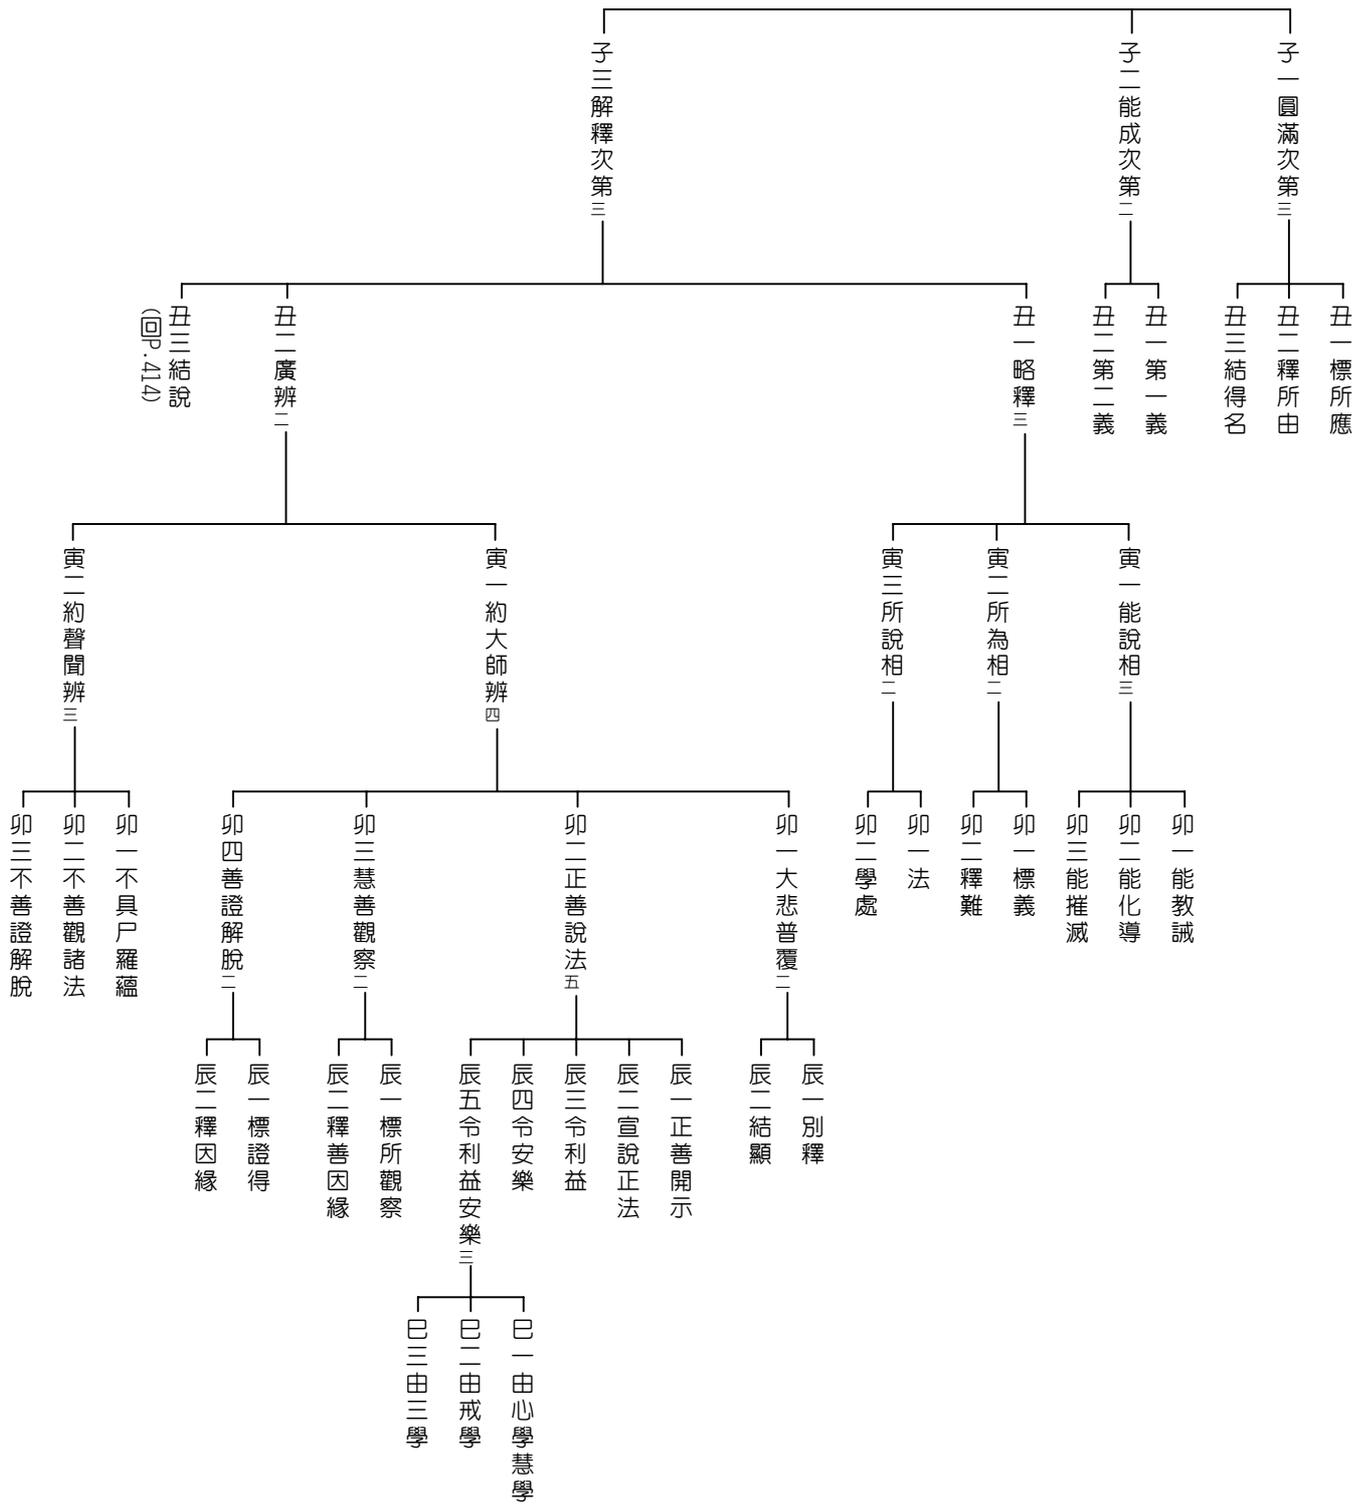 子一圓滿次第三
子二能成次第二
子三解釋次第三
丑一標所應
丑二釋所由
丑三結得名
丑一第一義
丑二第二義
丑一略釋三
丑二廣辨二
丑三結說
(回P.414)
寅一能說相三
寅二所為相二
寅三所說相二
寅一約大師辨四
寅二約聲聞辨三
卯一能教誡
卯二能化導
卯三能摧滅
卯一標義
卯二釋難
卯一法
卯二學處
卯一大悲普覆二
卯二正善說法五
卯三慧善觀察二
卯四善證解脫二
卯一不具尸羅蘊
卯二不善觀諸法
卯三不善證解脫
辰一別釋
辰二結顯
辰一正善開示
辰二宣說正法
辰三令利益
辰四令安樂
辰五令利益安樂三
辰一標所觀察
辰二釋善因緣
辰一標證得
辰二釋因緣
巳一由心學慧學
巳二由戒學
巳三由三學